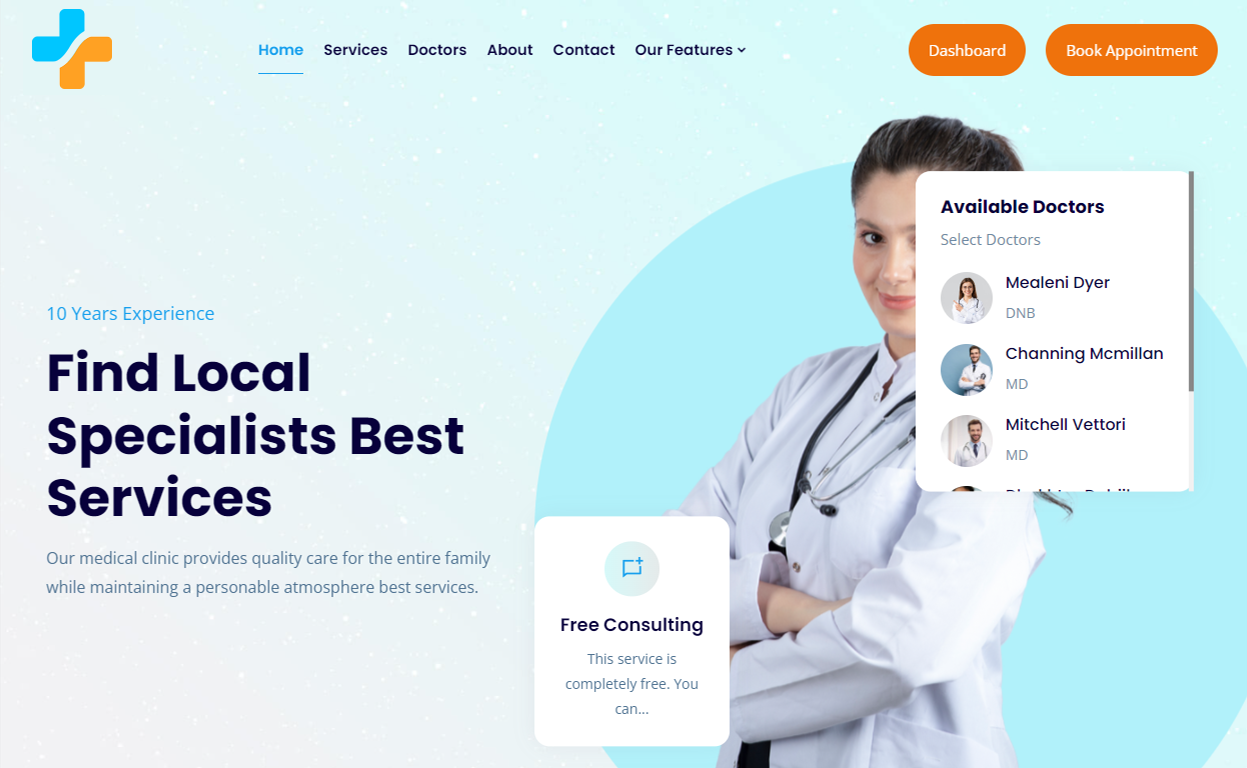 Home Services Doctors About Contact Our Features
Dashboard
Book Appointment
10 Years Experience
Find Local
Specialists Best
Services
Our medical clinic provides quality care for the entire family
while maintaining a personable atmosphere best services.
Free Consulting
This service is
completely free. You
can...
Available Doctors
Select Doctors
Mealeni Dyer
DNB
Channing Mcmillan
MD
Mitchell Vettori
MD